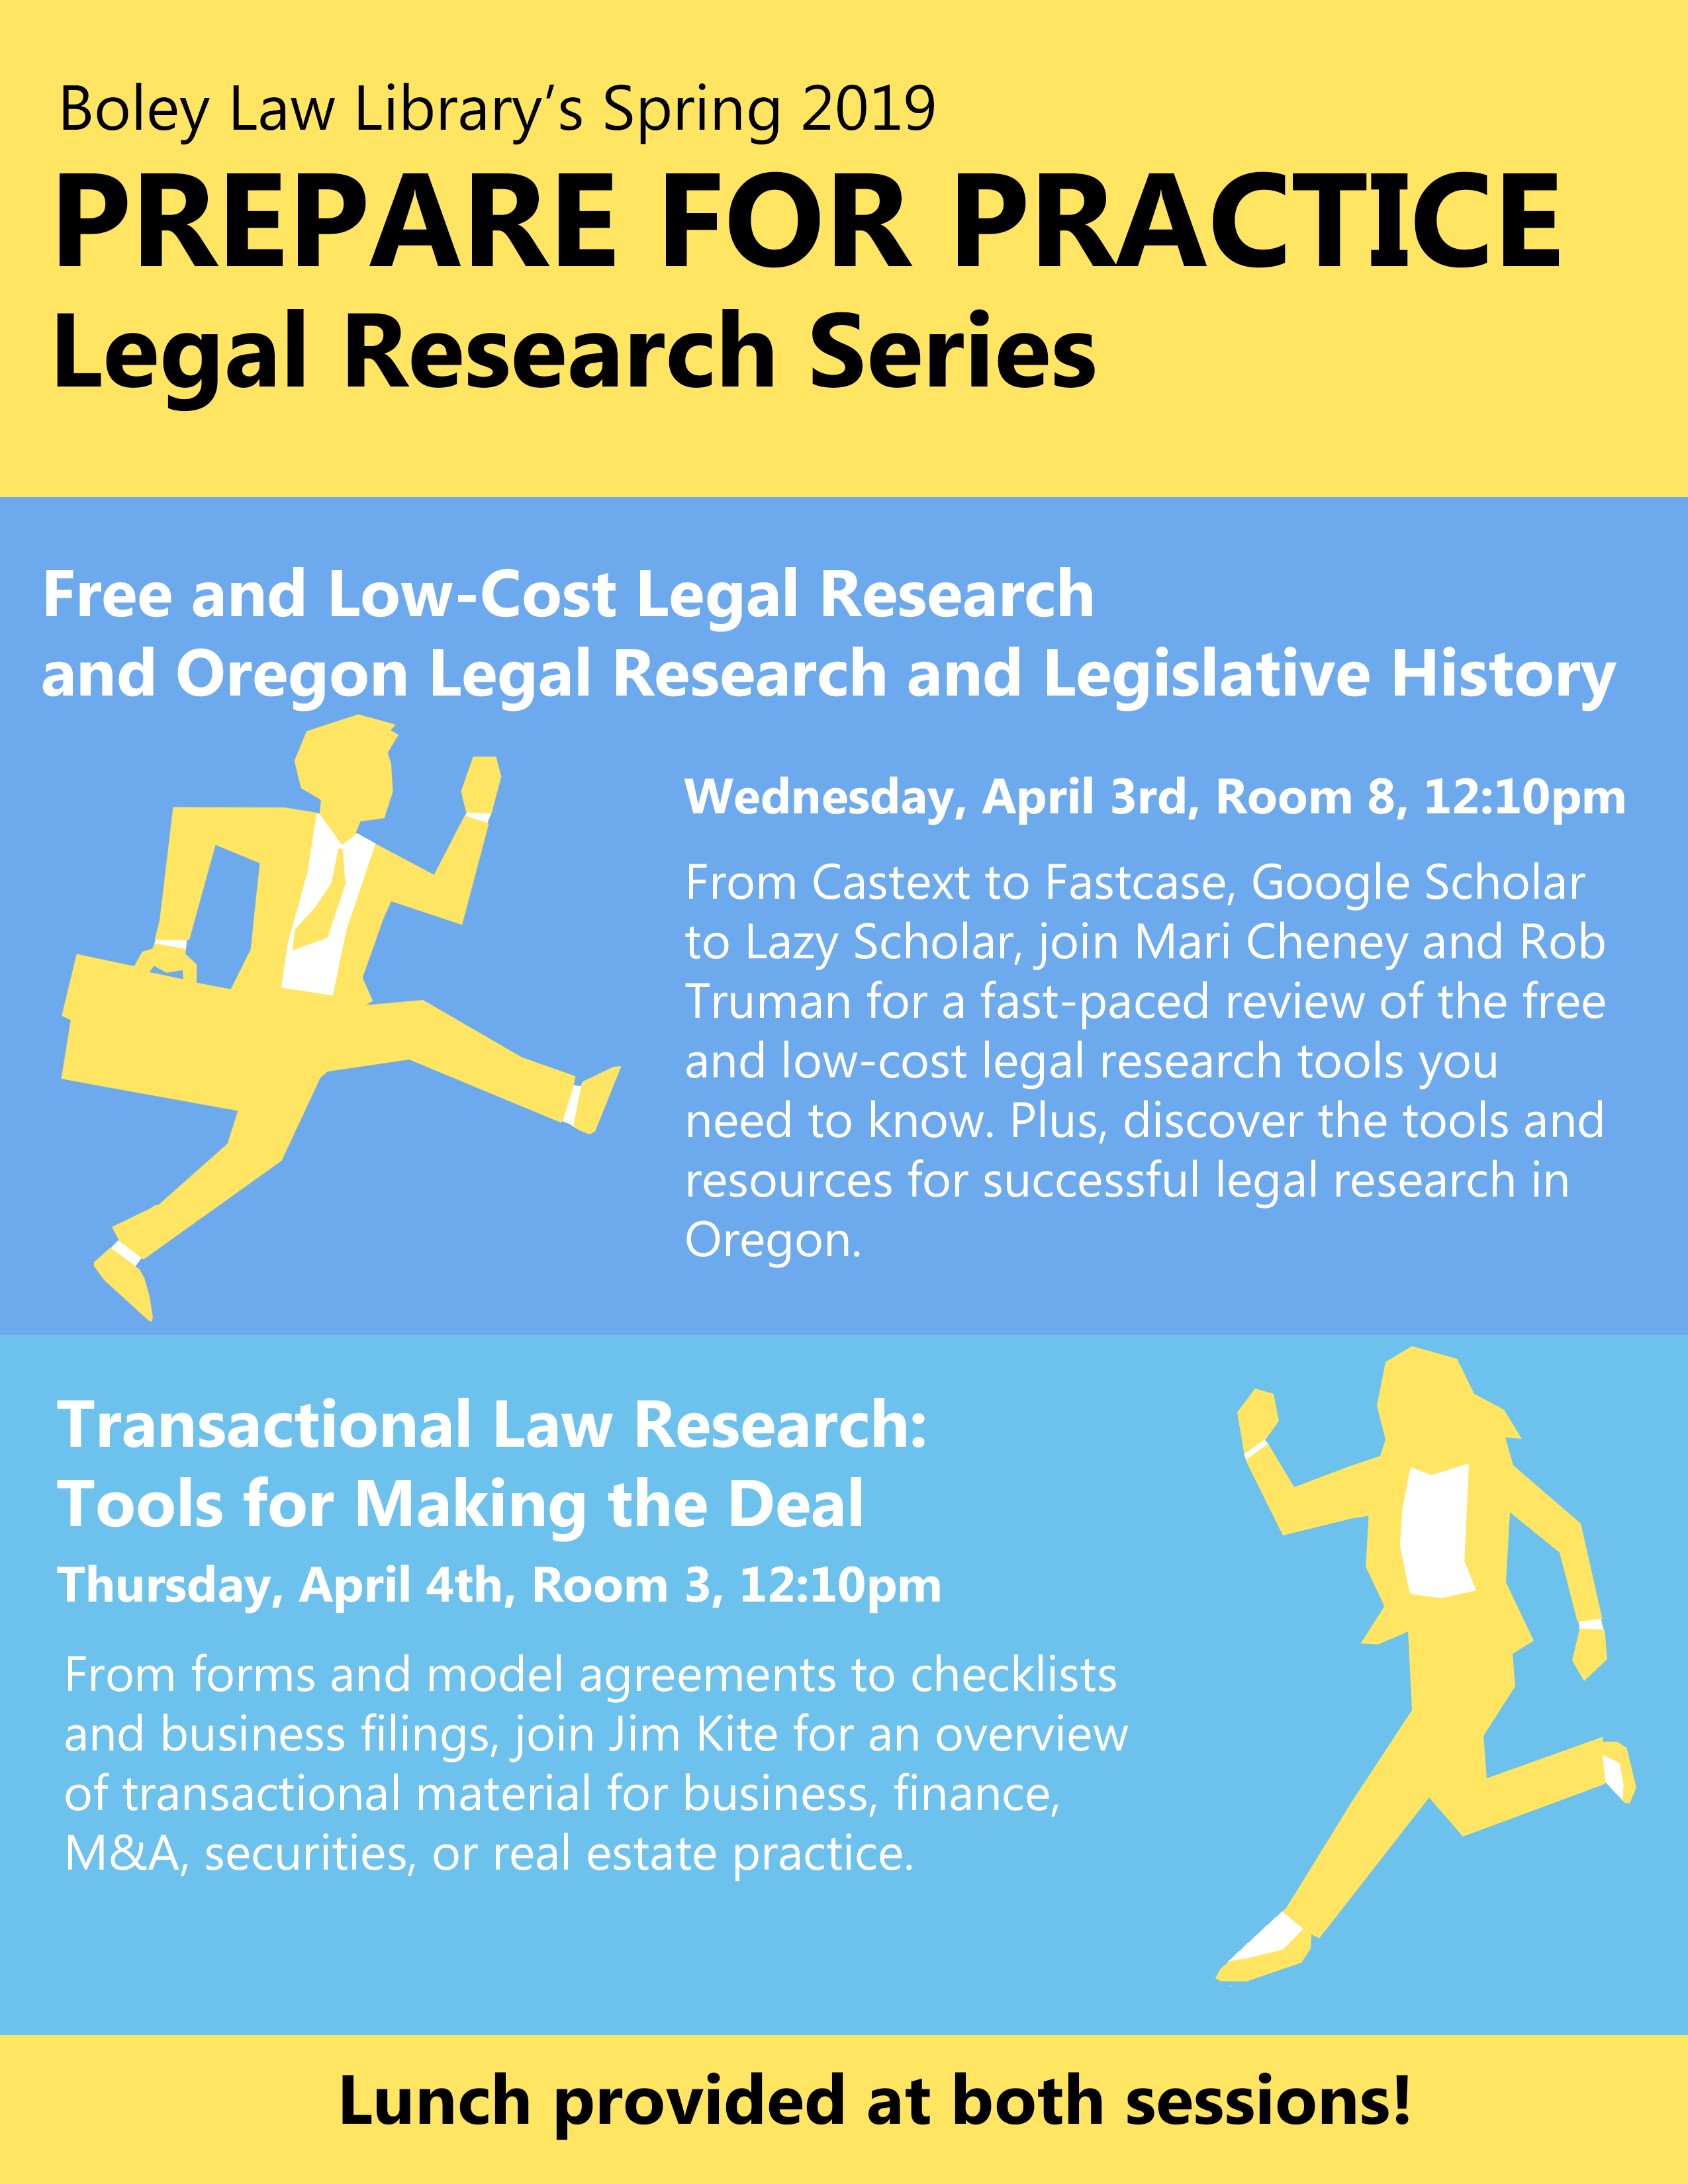 Boley Law Library’s Spring 2019
PREPARE FOR PRACTICE
Legal Research Series
Free and Low-Cost Legal Research
and Oregon Legal Research and Legislative History
Wednesday, April 3rd, Room 8, 12:10pm
From Castext to Fastcase, Google Scholar
to Lazy Scholar, join Mari Cheney and Rob
Truman for a fast-paced review of the free
and low-cost legal research tools you
need to know. Plus, discover the tools and
resources for successful legal research in
Oregon.
Transactional Law Research:
Tools for Making the Deal
Thursday, April 4th, Room 3, 12:10pm
From forms and model agreements to checklists
and business filings, join Jim Kite for an overview
of transactional material for business, finance,
M&A, securities, or real estate practice.
Lunch provided at both sessions!